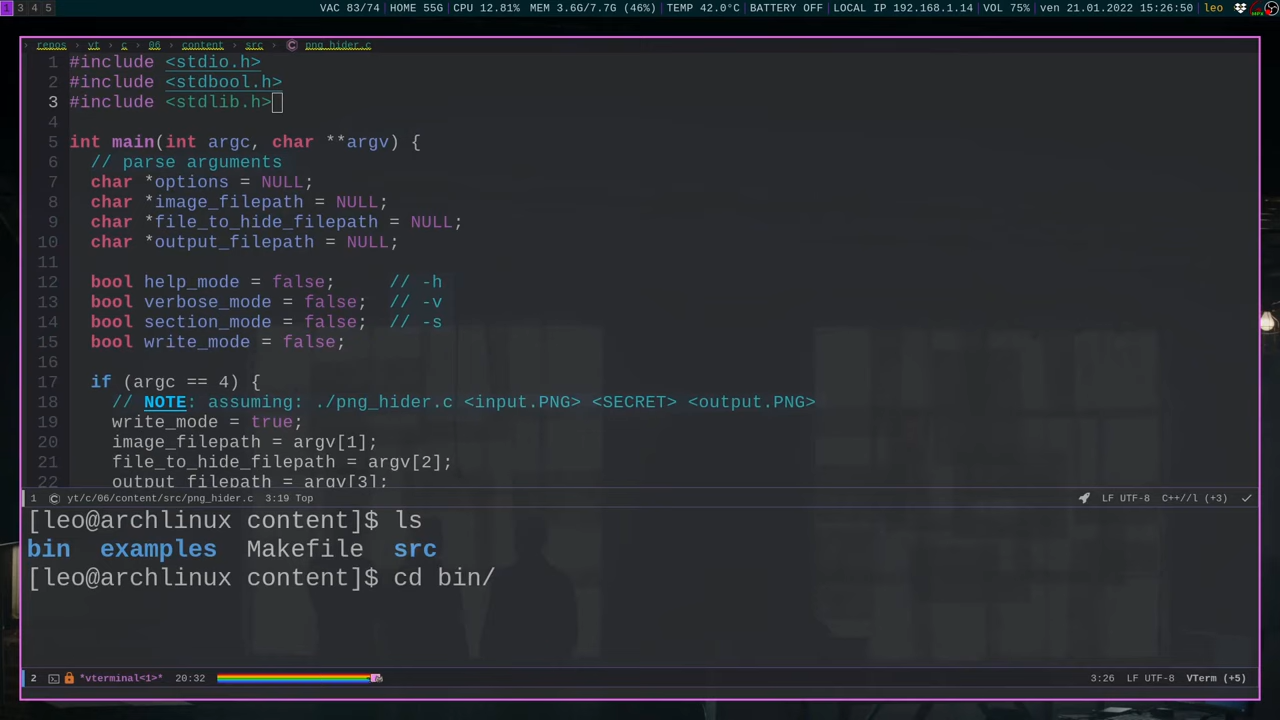 1 3 4 5 VAC 83/74 | HOME 55G | CPU 12.81% MEM 3.6G/7.7G (46%) | TEMP 42.0°C | BATTERY OFF | LOCAL IP 192.168.1.14 | VOL 75% | ven 21.01.2022 15:26:50 | leo
repos yt c 06 content src png_hider.c
1 #include <stdio.h>
2 #include <stdbool.h>
3 #include <stdlib.h>
4
5 int main(int argc, char **argv) {
6 // parse arguments
7 char *options = NULL;
8 char *image_filepath = NULL;
9 char *file_to_hide_filepath = NULL;
10 char *output_filepath = NULL;
11
12 bool help_mode = false; // -h
13 bool verbose_mode = false; // -v
14 bool section_mode = false; // -s
15 bool write_mode = false;
16
17 if (argc == 4) {
18 // NOTE: assuming: ./png_hider.c <input.PNG> <SECRET> <output.PNG>
19 write_mode = true;
20 image_filepath = argv[1];
21 file_to_hide_filepath = argv[2];
22 output_filepath = argv[3];
1 yt/c/06/content/src/png_hider.c 3:19 Top LF UTF-8 C++//l (+3)
[leo@archlinux content]$ ls
bin examples Makefile src
[leo@archlinux content]$ cd bin/
2 *vterminal<1>* 20:32 3:26 LF UTF-8 VTerm (+5)